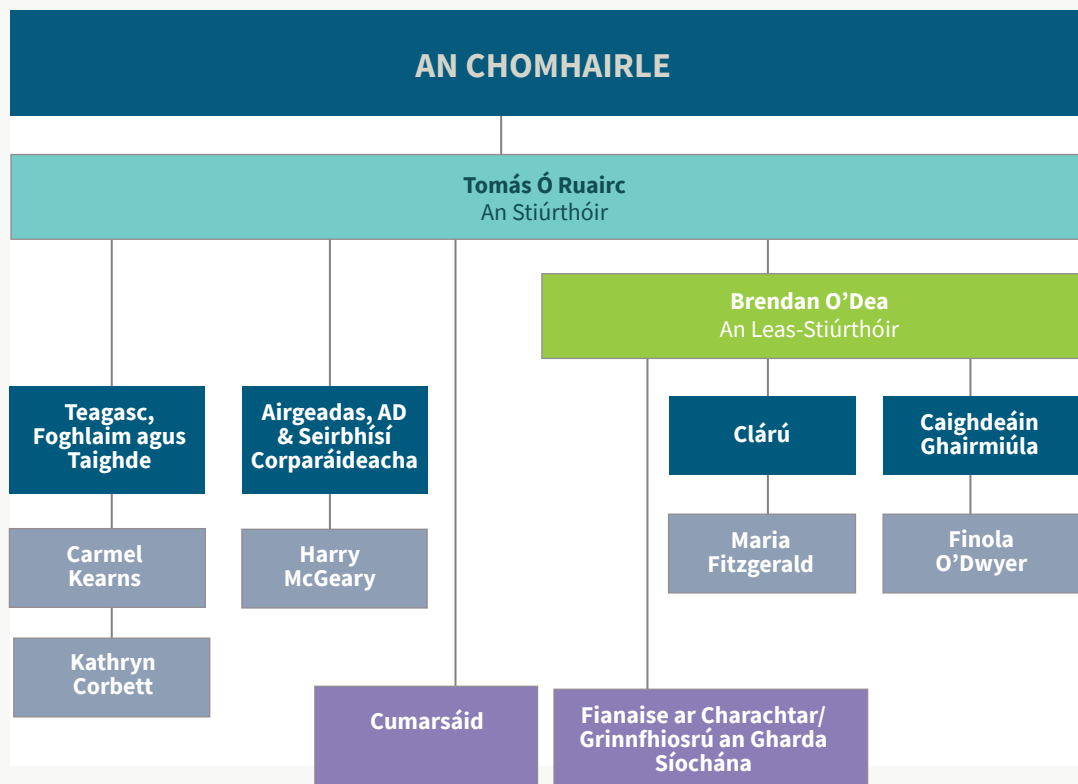 AN CHOMHAIRLE
Tomás Ó Ruairc
An Stiúrthóir
Brendan O’Dea
An Leas-Stiúrthóir
Teagasc,
Foghlaim agus
Taighde
Airgeadas, AD
& Seirbhísí
Corparáideacha
Clárú
Caighdeáin
Ghairmiúla
Carmel
Kearns
Harry
McGeary
Maria
Fitzgerald
Finola
O’Dwyer
Kathryn
Corbett
Cumarsáid
Fianaise ar Charachtar/
Grinnfhiosrú an Gharda
Síochána